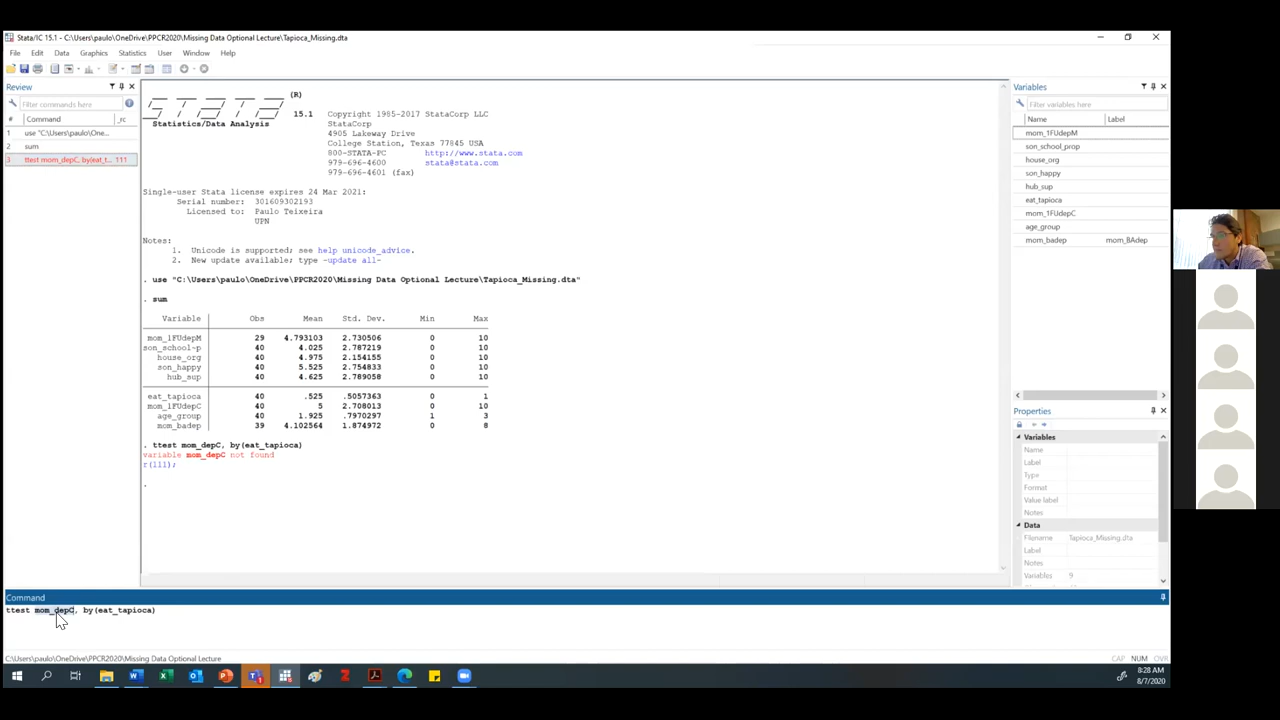 Stata/IC 15.1 - C:\Users\paulo\OneDrive\PPCR2020\Missing Data Optional Lecture\Tapioca_Missing.dta
File Edit Data Graphics Statistics User Window Help
Review
Filter commands here
# Command _rc
1 use "C:\Users\paulo\One...
2 sum
3 ttest mom_depC, by(eat_t... 111
(R)
15.1 Copyright 1985-2017 StataCorp LLC
Statistics/Data Analysis StataCorp
4905 Lakeway Drive
College Station, Texas 77845 USA
800-STATA-PC http://www.stata.com
979-696-4600 stata@stata.com
979-696-4601 (fax)
Single-user Stata license expires 24 Mar 2021:
Serial number: 301609302193
Licensed to: Paulo Teixeira
UPN
Notes:
1. Unicode is supported; see help unicode_advice.
2. New update available; type -update all-
. use "C:\Users\paulo\OneDrive\PPCR2020\Missing Data Optional Lecture\Tapioca_Missing.dta"
. sum
Variable Obs Mean Std. Dev. Min Max
mom_1FUdepM 29 4.793103 2.730506 0 10
son_school~p 40 4.025 2.787219 0 10
house_org 40 4.975 2.154155 0 10
son_happy 40 5.525 2.754833 0 10
hub_sup 40 4.625 2.789058 0 10
eat_tapioca 40 .525 .5057363 0 1
mom_1FUdepC 40 5 2.708013 0 10
age_group 40 1.925 .7970297 1 3
mom_badep 39 4.102564 1.874972 0 8
. ttest mom_depC, by(eat_tapioca)
variable mom_depC not found
r(111);
.
Command
ttest mom_depC, by(eat_tapioca)
C:\Users\paulo\OneDrive\PPCR2020\Missing Data Optional Lecture
Variables
Filter variables here
Name Label
mom_1FUdepM
son_school_prop
house_org
son_happy
hub_sup
eat_tapioca
mom_1FUdepC
age_group
mom_badep mom_BAdep
Properties
Variables
Name
Label
Type
Format
Value label
Notes
Data
Filename Tapioca_Missing.dta
Label
Notes
Variables 9
CAP NUM OVR
8:28 AM
8/7/2020